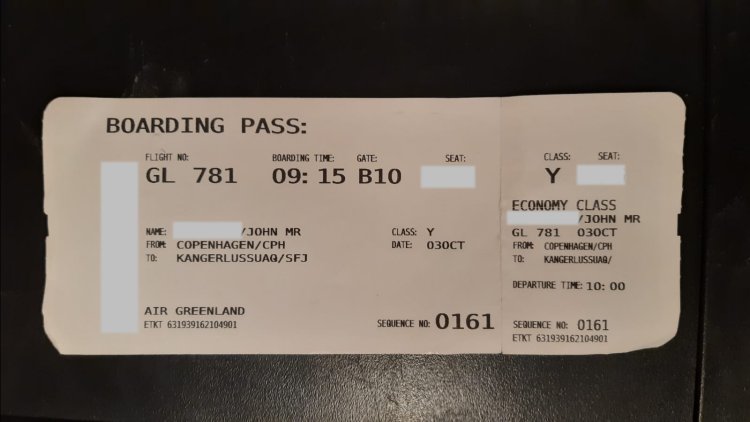 BOARDING PASS:
FLIGHT NO: BOARDING TIME: GATE: SEAT:
GL 781 09:15 B10
NAME: /JOHN MR CLASS: Y
FROM: COPENHAGEN/CPH DATE: 03OCT
TO: KANGERLUSSUAQ/SFJ
AIR GREENLAND
ETKT 631939162104901 SEQUENCE NO: 0161
CLASS: SEAT:
Y
ECONOMY CLASS
/JOHN MR
GL 781 03OCT
FROM: COPENHAGEN/CPH
TO: KANGERLUSSUAQ/
DEPARTURE TIME: 10:00
SEQUENCE NO: 0161
ETKT 631939162104901